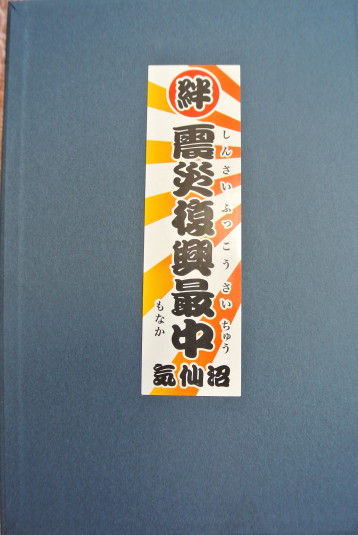 絆
震災復興最中
しんさいふっこうさいちゅう
もなか
気仙沼